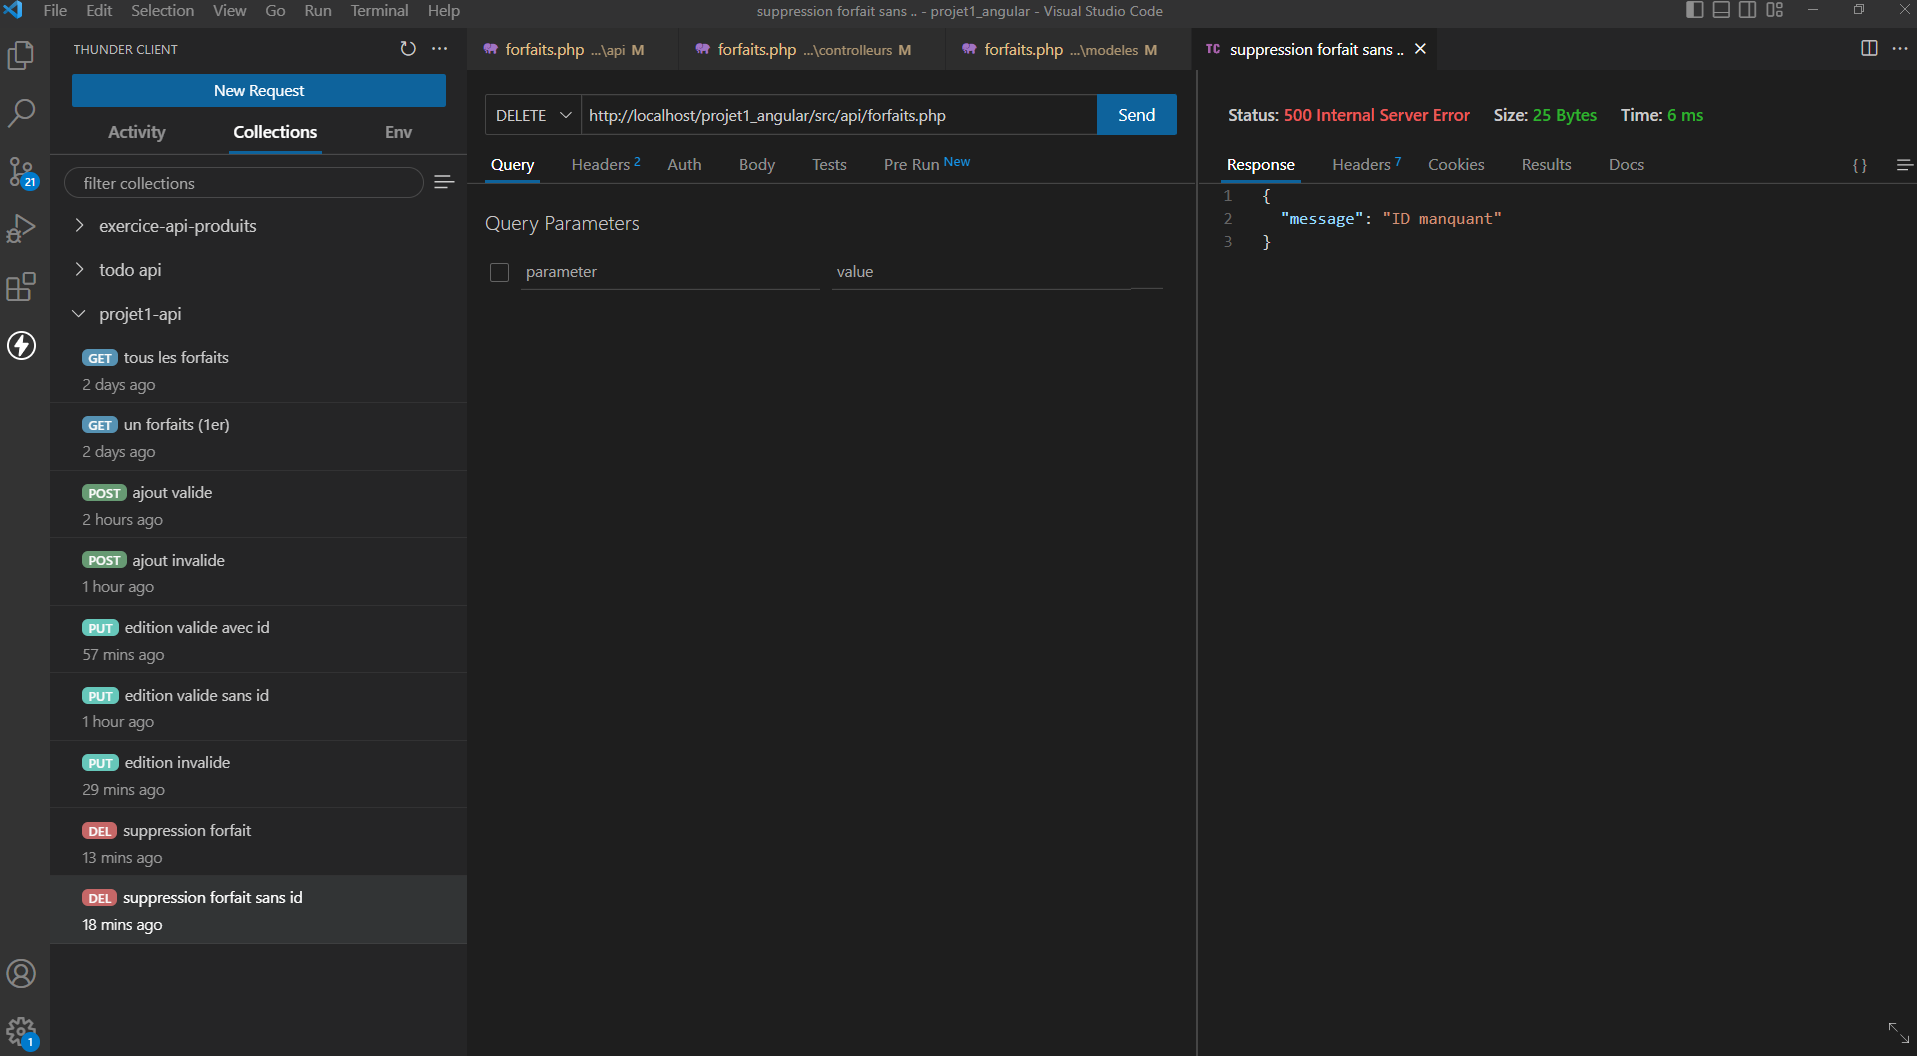 File Edit Selection View Go Run Terminal Help
suppression forfait sans .. - projet1_angular - Visual Studio Code
THUNDER CLIENT
New Request
Activity Collections Env
filter collections
exercice-api-produits
todo api
projet1-api
GET tous les forfaits
2 days ago
GET un forfaits (1er)
2 days ago
POST ajout valide
2 hours ago
POST ajout invalide
1 hour ago
PUT edition valide avec id
57 mins ago
PUT edition valide sans id
1 hour ago
PUT edition invalide
29 mins ago
DEL suppression forfait
13 mins ago
DEL suppression forfait sans id
18 mins ago
21
1
forfaits.php ...\api M
forfaits.php ...\controlleurs M
forfaits.php ...\modeles M
TC suppression forfait sans ..
DELETE http://localhost/projet1_angular/src/api/forfaits.php Send
Query Headers 2 Auth Body Tests Pre Run New
Query Parameters
parameter value
Status: 500 Internal Server Error Size: 25 Bytes Time: 6 ms
Response Headers 7 Cookies Results Docs { }
1 {
2 "message": "ID manquant"
3 }